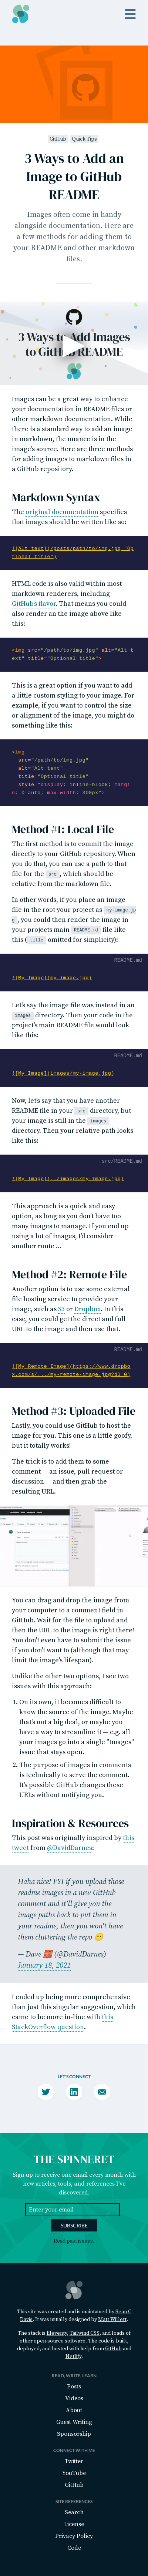 GitHub Quick Tips
3 Ways to Add an
Image to GitHub
README
Images often come in handy
alongside documentation. Here are
a few methods for adding them to
your README and other markdown
files.
3 Ways to Add Images
to GitHub README
Images can be a great way to enhance
your documentation in README files or
other markdown documentation. While
there is a standard way to add an image
in markdown, the nuance is in the
image's source. Here are three methods
for adding images to markdown files in
a GitHub repository.
Markdown Syntax
The original documentation specifies
that images should be written like so:
![Alt text](/posts/path/to/img.jpg "Op
tional title")
HTML code is also valid within most
markdown renderers, including
GitHub's flavor. That means you could
also render an image tag directly, like
this:
<img src="/path/to/img.jpg" alt="Alt t
ext" title="Optional title">
This is a great option if you want to add
a little custom styling to your image. For
example, if you want to control the size
or alignment of the image, you might do
something like this:
<img
src="/path/to/img.jpg"
alt="Alt text"
title="Optional title"
style="display: inline-block; margi
n: 0 auto; max-width: 300px">
Method #1: Local File
The first method is to commit the image
directly to your GitHub repository. When
you do that, you can use a path to the
file for the src, which should be
relative from the markdown file.
In other words, if you place an image
file in the root your project as my-image.jp
g, you could then render the image in
your projects main README.md file like
this (title omitted for simplicity):
README.md
![My Image](my-image.jpg)
Let's say the image file was instead in an
images directory. Then your code in the
project's main README file would look
like this:
README.md
![My Image](images/my-image.jpg)
Now, let's say that you have another
README file in your src directory, but
your image is still in the images
directory. Then your relative path looks
like this:
src/README.md
![My Image](../images/my-image.jpg)
This approach is a quick and easy
option, as long as you don't have too
many images to manage. If you end up
with a long list of images, I'd consider
another route ...
Method #2: Remote File
Another option is to use some external
file hosting service to provide your
image, such as S3 or Dropbox. In this
case, you could get the direct and full
URL to the image and then use that.
README.md
![My Remote Image](https://www.dropbo
x.com/s/.../my-remote-image.jpg?dl=0)
Method #3: Uploaded File
Lastly, you could use GitHub to host the
image for you. This one is a little goofy,
but it totally works!
The trick is to add them to some
comment — an issue, pull request or
discussion — and then grab the
resulting URL.
You can drag and drop the image from
your computer to a comment field in
GitHub. GitHub will do the upload and
then the URL to the image is right there!
You don't even have to submit the issue
if you don't want to (although that may
limit the image's lifespan).
Unlike the other two options, I see two
issues with this approach:
1. On its own, it becomes difficult to
know the source of the image. Maybe
that's not a big deal, or maybe you
have a way to streamline it — e.g. all
your images go into a single "Images"
issue that stays open.
2. The purpose of images in comments
is technically to serve the comment.
It's possible GitHub changes these
URLs without notifying you.
Inspiration & Resources
This post was originally inspired by this
tweet from @DavidDarnes:
Haha nice! FYI if you upload those
readme images in a new GitHub
comment and it'll give you the
image paths back to put them in
your readme, then you won't have
them cluttering the repo 🙂
— Dave 🧱 (@DavidDarnes)
January 18, 2021
I ended up being more comprehensive
than just this singular suggestion, which
came to be more in-line with this
StackOverflow question.
LET'S CONNECT
THE SPINNERET
Sign up to receive one email every month with
new articles, tools, and references I've
discovered.
Enter your email
SUBSCRIBE
Read past issues.
This site was created and is maintained by Sean C
Davis. It was initially designed by Matt Willett.
The stack is Eleventy, Tailwind CSS, and loads of
other open-source software. The code is built,
deployed, and hosted with help from GitHub and
Netlify.
READ, WRITE, LEARN
Posts
Videos
About
Guest Writing
Sponsorship
CONNECT WITH ME
Twitter
YouTube
GitHub
SITE REFERENCES
Search
License
Privacy Policy
Code